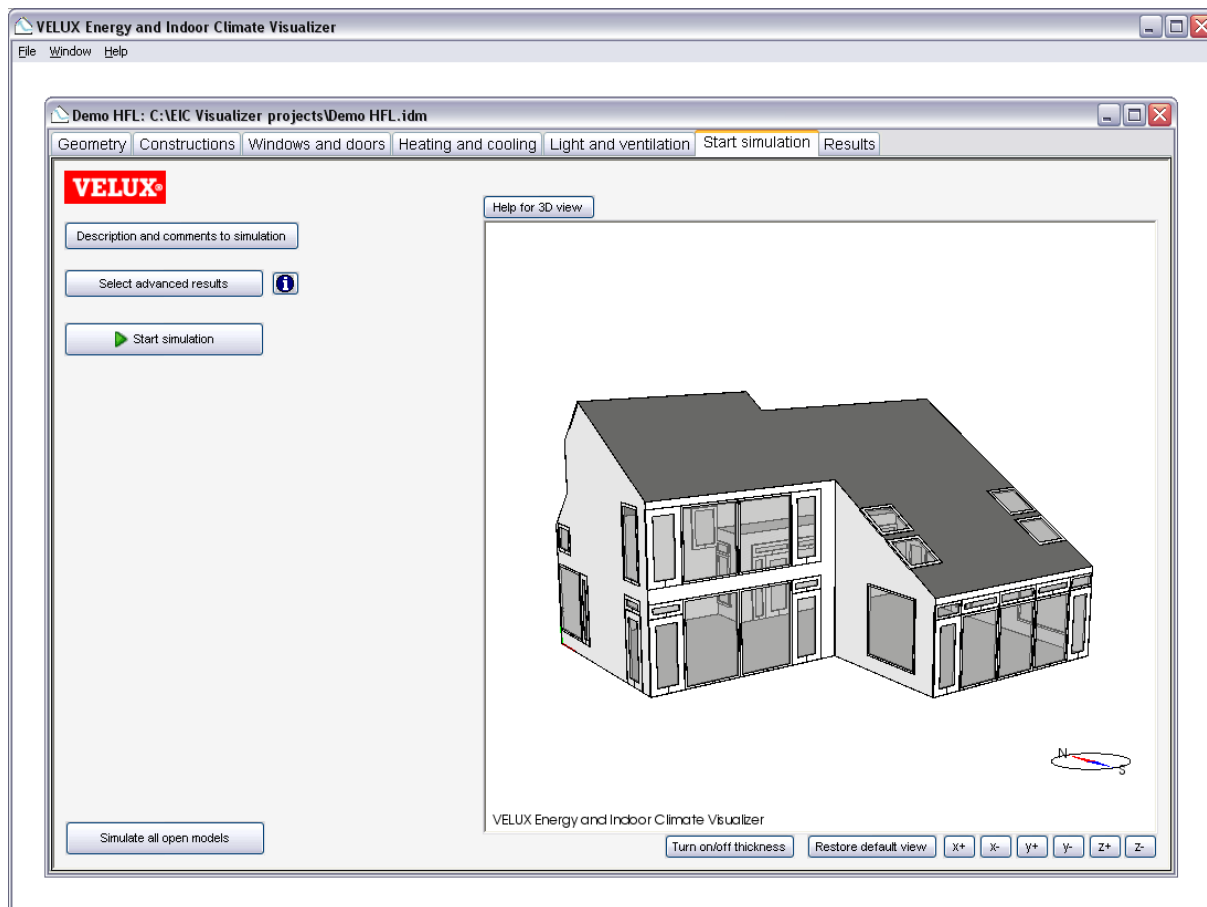 VELUX Energy and Indoor Climate Visualizer
File Window Help
Demo HFL: C:\EIC Visualizer projects\Demo HFL.idm
Geometry Constructions Windows and doors Heating and cooling Light and ventilation Start simulation Results
VELUX®
Help for 3D view
Description and comments to simulation
Select advanced results
Start simulation
N
S
VELUX Energy and Indoor Climate Visualizer
Simulate all open models
Turn on/off thickness Restore default view x+ x- y+ y- z+ z-